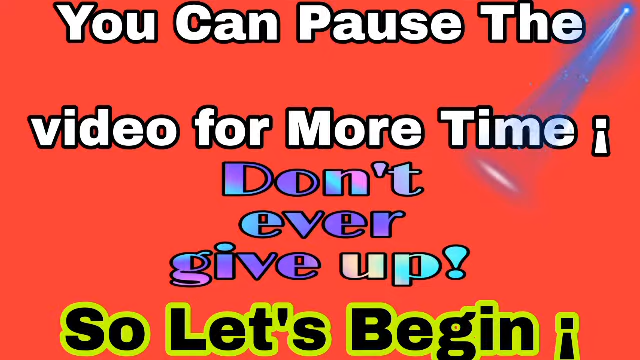 You Can Pause The
video for More Time ¡
Don't
ever
give up!
So Let's Begin ¡